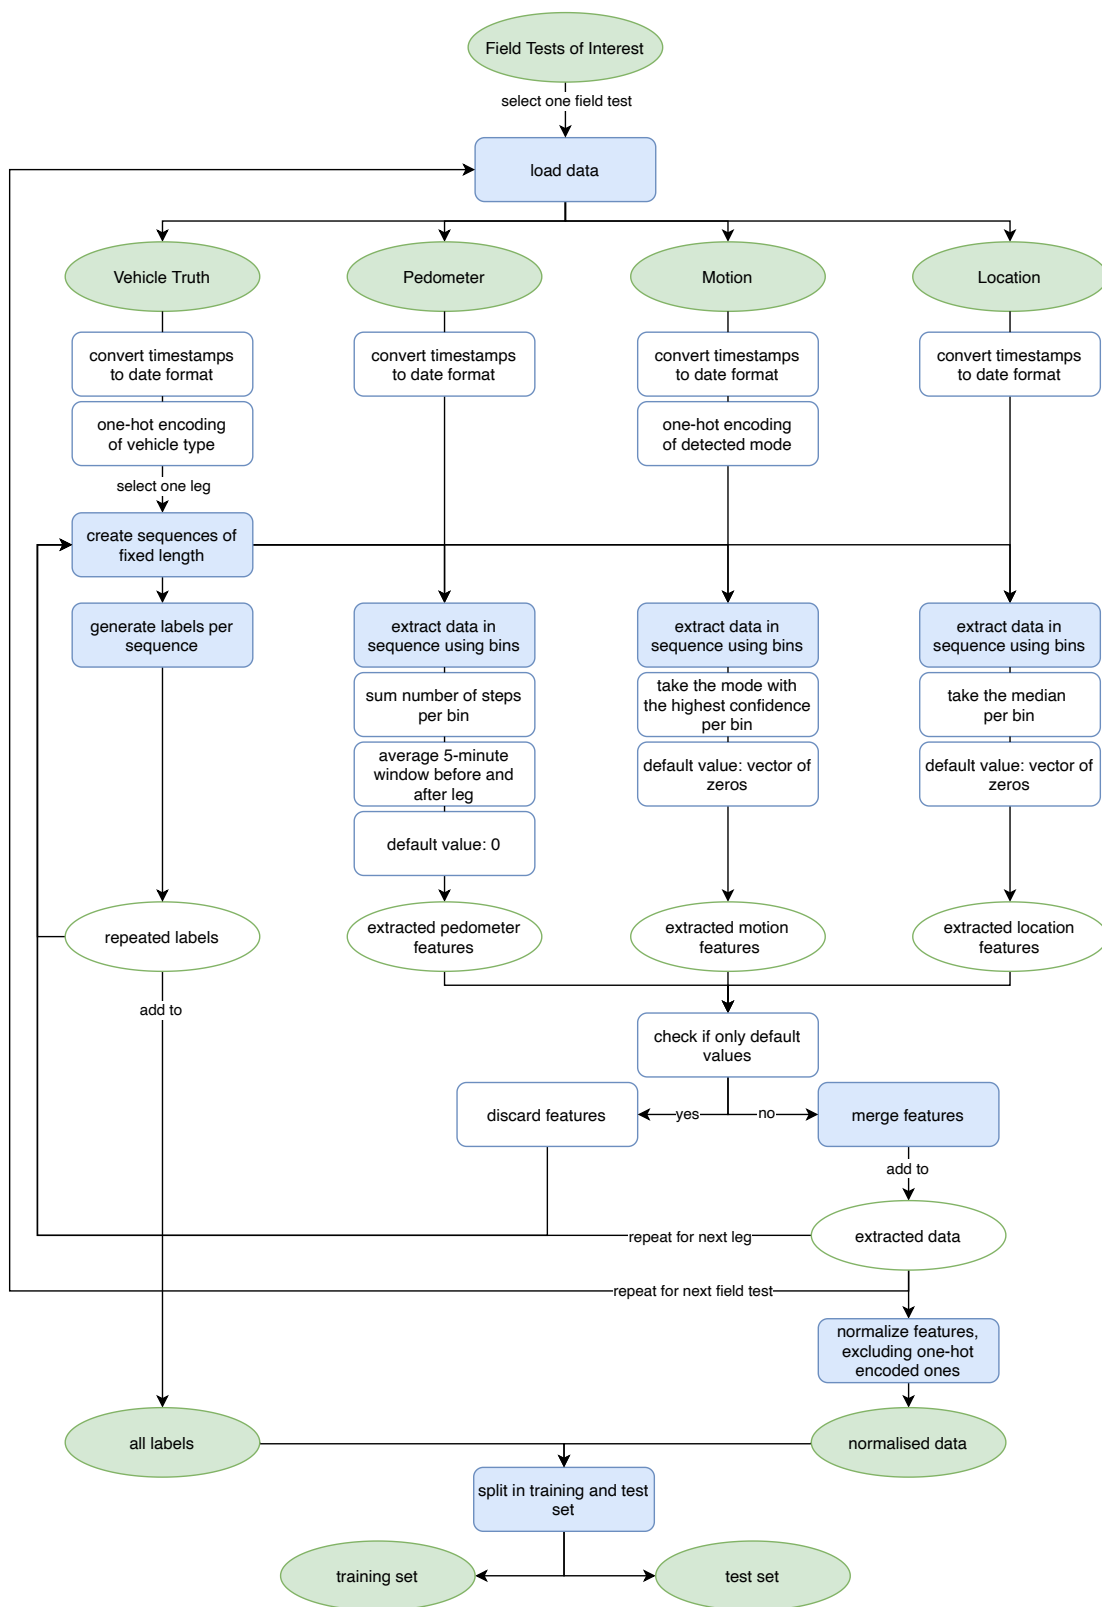 Field Tests of Interest
select one field test
load data
Vehicle Truth
Pedometer
Motion
Location
convert timestamps
to date format
convert timestamps
to date format
convert timestamps
to date format
convert timestamps
to date format
one-hot encoding
of vehicle type
one-hot encoding
of detected mode
select one leg
create sequences of
fixed length
generate labels per
sequence
extract data in
sequence using bins
extract data in
sequence using bins
extract data in
sequence using bins
sum number of steps
per bin
take the mode with
the highest confidence
per bin
take the median
per bin
average 5-minute
window before and
after leg
default value: vector of
zeros
default value: vector of
zeros
default value: 0
repeated labels
extracted pedometer
features
extracted motion
features
extracted location
features
add to
check if only default
values
discard features
yes
no
merge features
add to
repeat for next leg
extracted data
repeat for next field test
normalize features,
excluding one-hot
encoded ones
all labels
normalised data
split in training and test
set
training set
test set